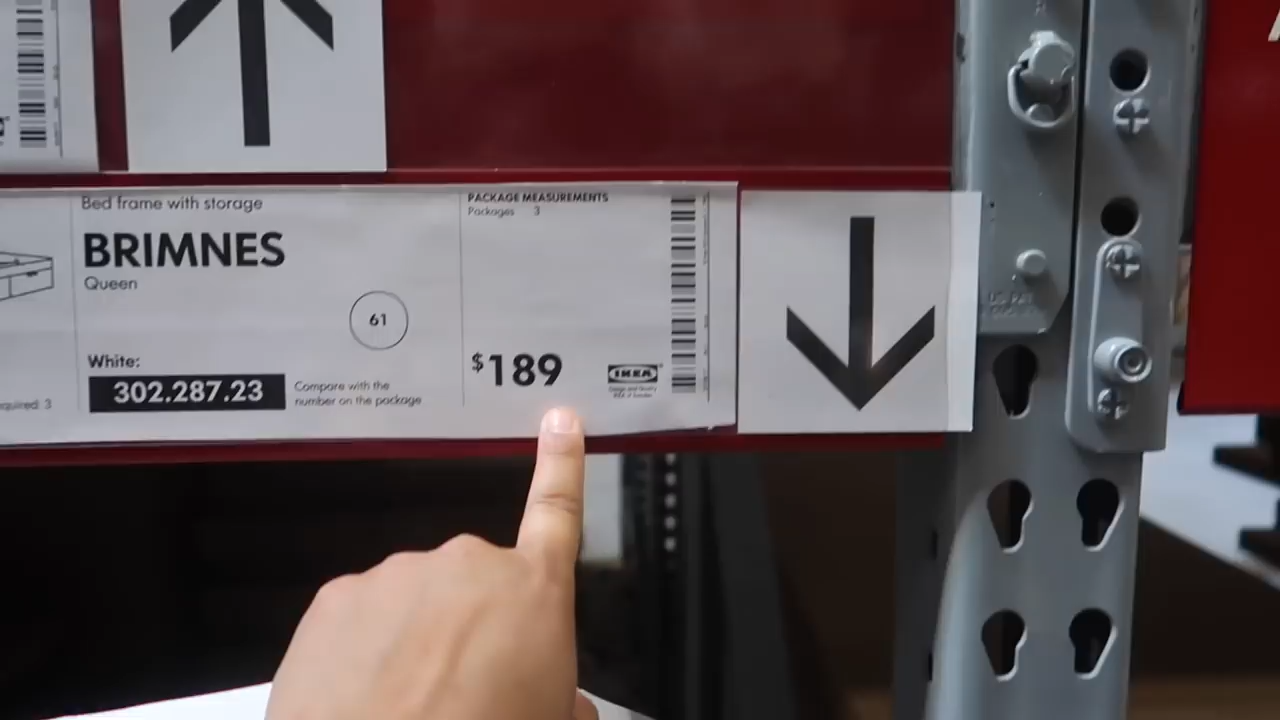 Bed frame with storage
BRIMNES
Queen
61
White:
302.287.23
Compare with the
number on the package
PACKAGE MEASUREMENTS
Packages 3
$189
IKEA